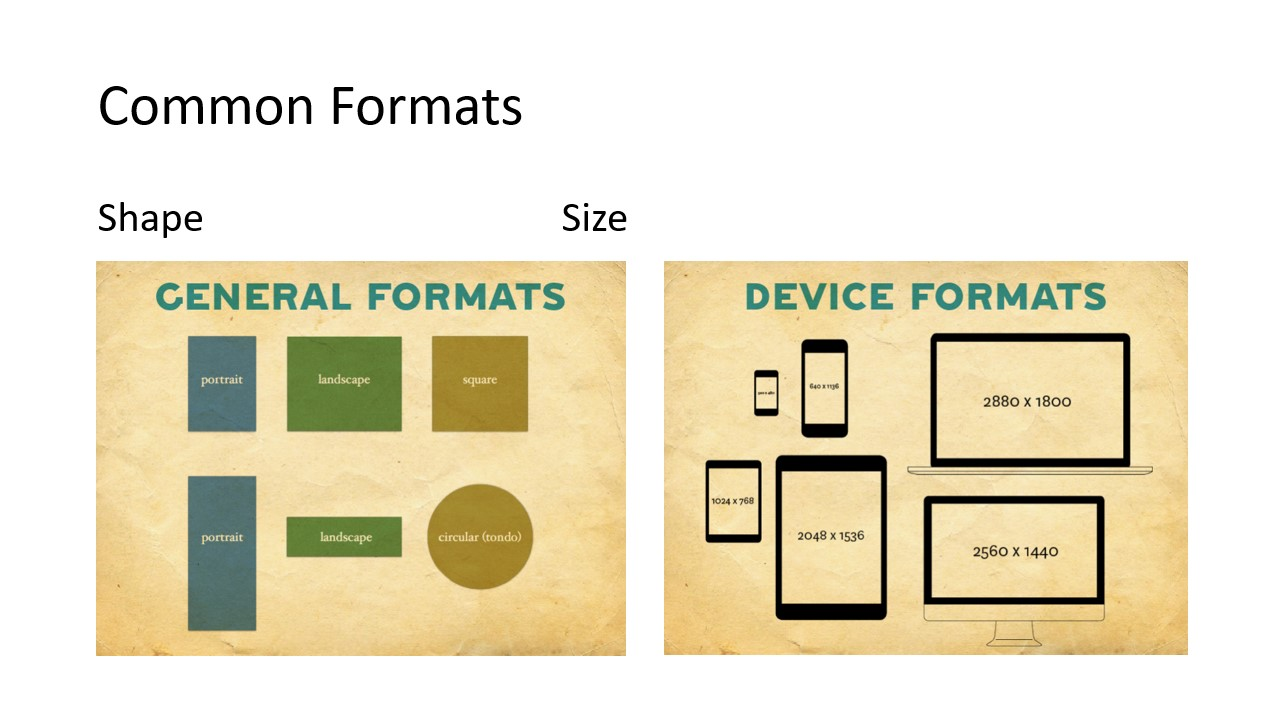 Common Formats
Shape
Size
GENERAL FORMATS
portrait
landscape
square
portrait
landscape
circular (tondo)
DEVICE FORMATS
640 x 1136
2880 x 1800
1024 x 768
2048 x 1536
2560 x 1440